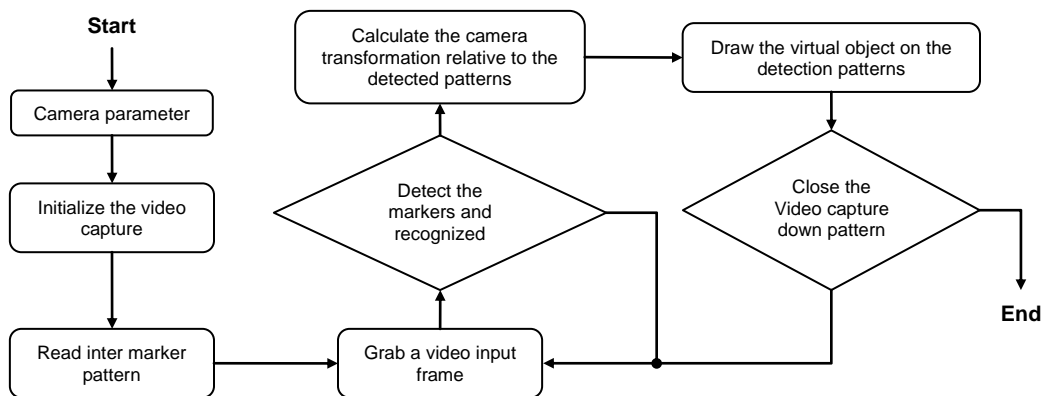 Start
Camera parameter
Initialize the video
capture
Read inter marker
pattern
Grab a video input
frame
Detect the
markers and
recognized
Calculate the camera
transformation relative to the
detected patterns
Draw the virtual object on the
detection patterns
Close the
Video capture
down pattern
End